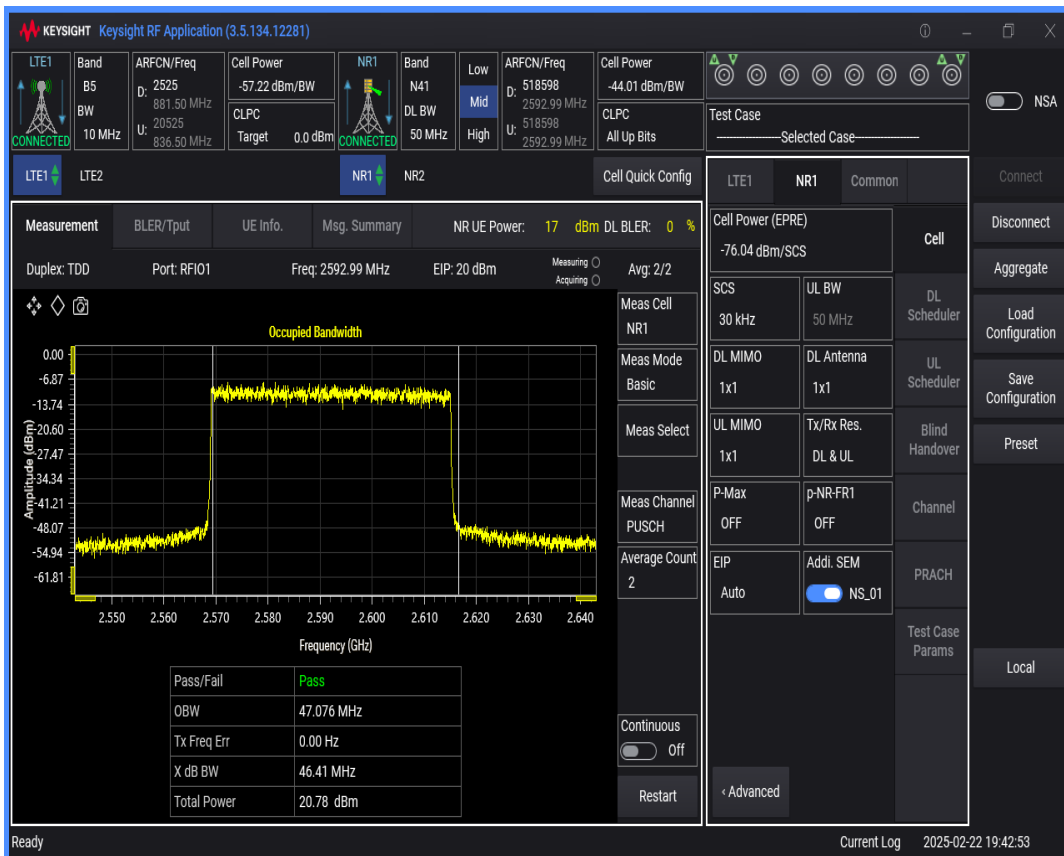 KEYSIGHT Keysight RF Application (3.5.134.12281)
LTE1
CONNECTED
Band
B5
BW
10 MHz
ARFCN/Freq
D: 2525
881.50 MHz
U: 20525
836.50 MHz
Cell Power
-57.22 dBm/BW
CLPC
Target 0.0 dBm
NR1
CONNECTED
Band
N41
DL BW
50 MHz
Low
Mid
High
ARFCN/Freq
D: 518598
2592.99 MHz
U: 518598
2592.99 MHz
Cell Power
-44.01 dBm/BW
CLPC
All Up Bits
Test Case
----------Selected Case----------
NSA
LTE1 LTE2 NR1 NR2 Cell Quick Config
Measurement BLER/Tput UE Info. Msg. Summary NR UE Power: 17 dBm DL BLER: 0 %
Duplex: TDD Port: RFIO1 Freq: 2592.99 MHz EIP: 20 dBm Measuring Avg: 2/2
Acquiring
Occupied Bandwidth
Amplitude (dBm)
0.00
-6.87
-13.74
-20.60
-27.47
-34.34
-41.21
-48.07
-54.94
-61.81
2.550 2.560 2.570 2.580 2.590 2.600 2.610 2.620 2.630 2.640
Frequency (GHz)
Pass/Fail Pass
OBW 47.076 MHz
Tx Freq Err 0.00 Hz
X dB BW 46.41 MHz
Total Power 20.78 dBm
Meas Cell
NR1
Meas Mode
Basic
Meas Select
Meas Channel
PUSCH
Average Count
2
Continuous
Off
Restart
LTE1 NR1 Common
Cell Power (EPRE)
-76.04 dBm/SCS
SCS
30 kHz
UL BW
50 MHz
DL MIMO
1x1
DL Antenna
1x1
UL MIMO
1x1
Tx/Rx Res.
DL & UL
P-Max
OFF
p-NR-FR1
OFF
EIP
Auto
Addi. SEM
NS_01
‹ Advanced
Cell
DL
Scheduler
UL
Scheduler
Blind
Handover
Channel
PRACH
Test Case
Params
Connect
Disconnect
Aggregate
Load
Configuration
Save
Configuration
Preset
Local
Ready Current Log 2025-02-22 19:42:53